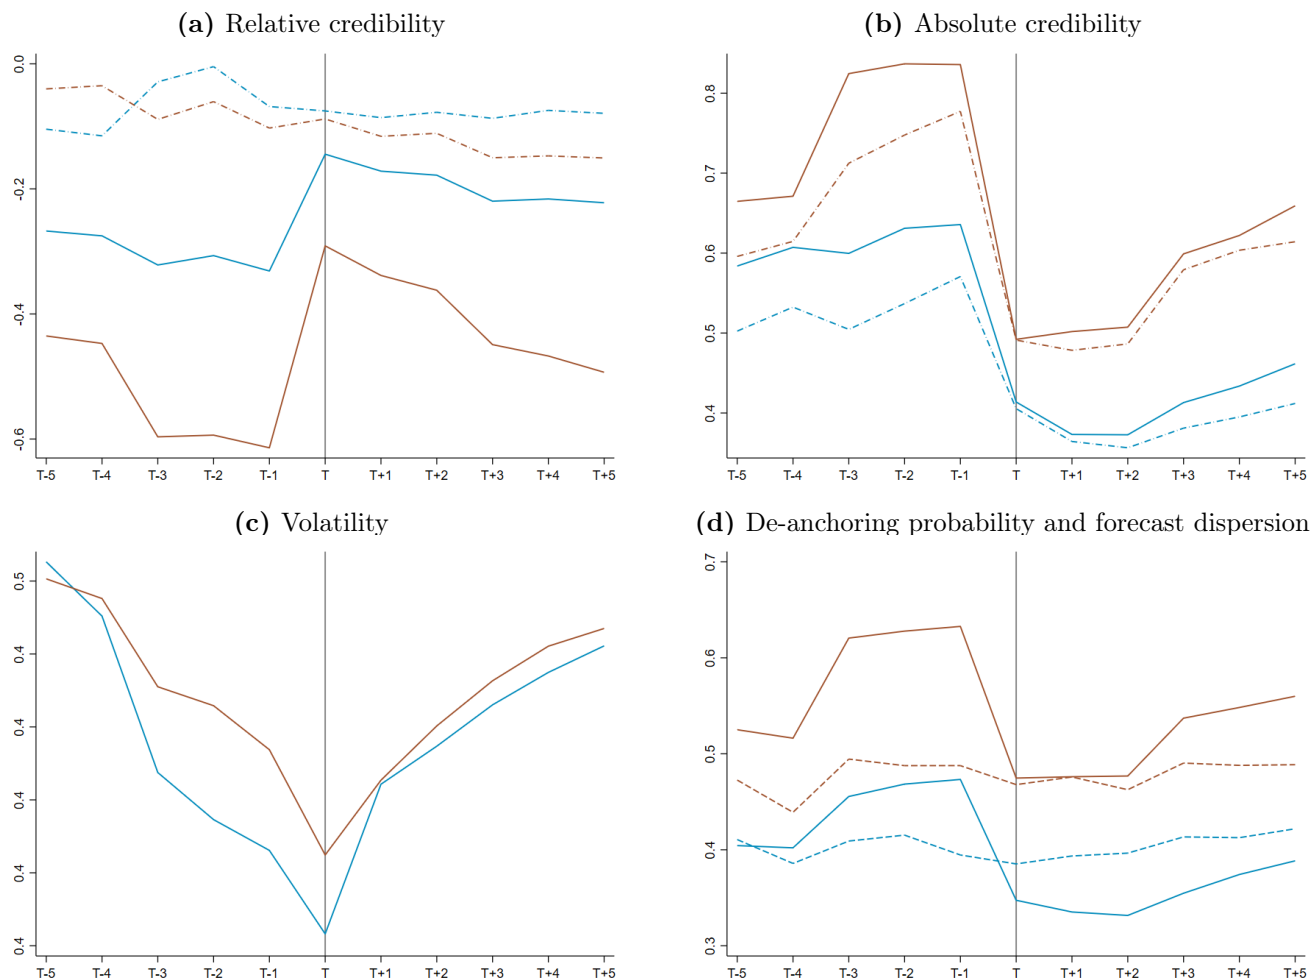 (a) Relative credibility
0.0
-0.2
-0.4
-0.6
T-5 T-4 T-3 T-2 T-1 T T+1 T+2 T+3 T+4 T+5
(b) Absolute credibility
0.8
0.7
0.6
0.5
0.4
T-5 T-4 T-3 T-2 T-1 T T+1 T+2 T+3 T+4 T+5
(c) Volatility
0.5
0.4
0.4
0.4
0.4
0.4
T-5 T-4 T-3 T-2 T-1 T T+1 T+2 T+3 T+4 T+5
(d) De-anchoring probability and forecast dispersion
0.7
0.6
0.5
0.4
0.3
T-5 T-4 T-3 T-2 T-1 T T+1 T+2 T+3 T+4 T+5